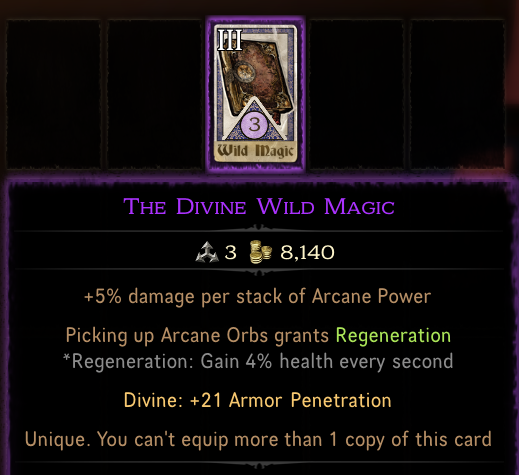 III
3
Wild Magic
The Divine Wild Magic
3 8,140
+5% damage per stack of Arcane Power
Picking up Arcane Orbs grants Regeneration
*Regeneration: Gain 4% health every second
Divine: +21 Armor Penetration
Unique. You can't equip more than 1 copy of this card